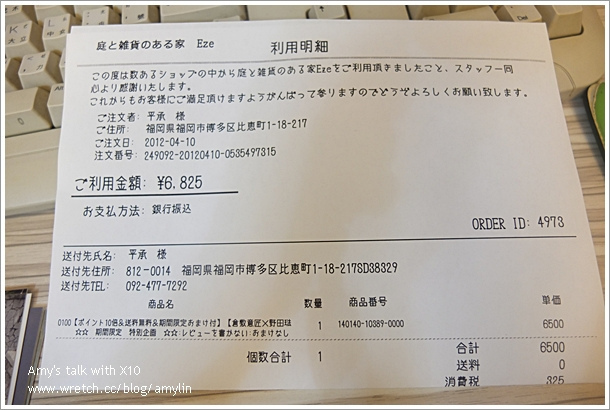 庭と雑貨のある家 Eze 利用明細
この度は数あるショップの中から庭と雑貨のある家Ezeをご利用頂きましたこと、スタッフ一同
心より感謝いたします。
これからもお客様にご満足頂けますようがんばって参りますのでどうぞよろしくお願い致します。
ご注文者: 平承 様
ご住所: 福岡県福岡市博多区比恵町1-18-217
ご注文日: 2012-04-10
注文番号: 249092-20120410-0535497315
ご利用金額: ¥6,825
お支払方法: 銀行振込
ORDER ID: 4973
送付先氏名: 平承 様
送付先住所: 812-0014 福岡県福岡市博多区比恵町1-18-217SD38329
送付先TEL: 092-477-7292
商品名 数量 商品番号 単価
0100【ポイント10倍&送料無料&期間限定おまけ付】【倉敷意匠×野田琺 1 140140-10389-0000 6500
☆☆ 期間限定 特別企画 ☆☆:レビューを書かない:おまけなし
個数合計 1 合計 6500
送料 0
消費税 325
Amy's talk with X10
www.wretch.cc/blog/amylin